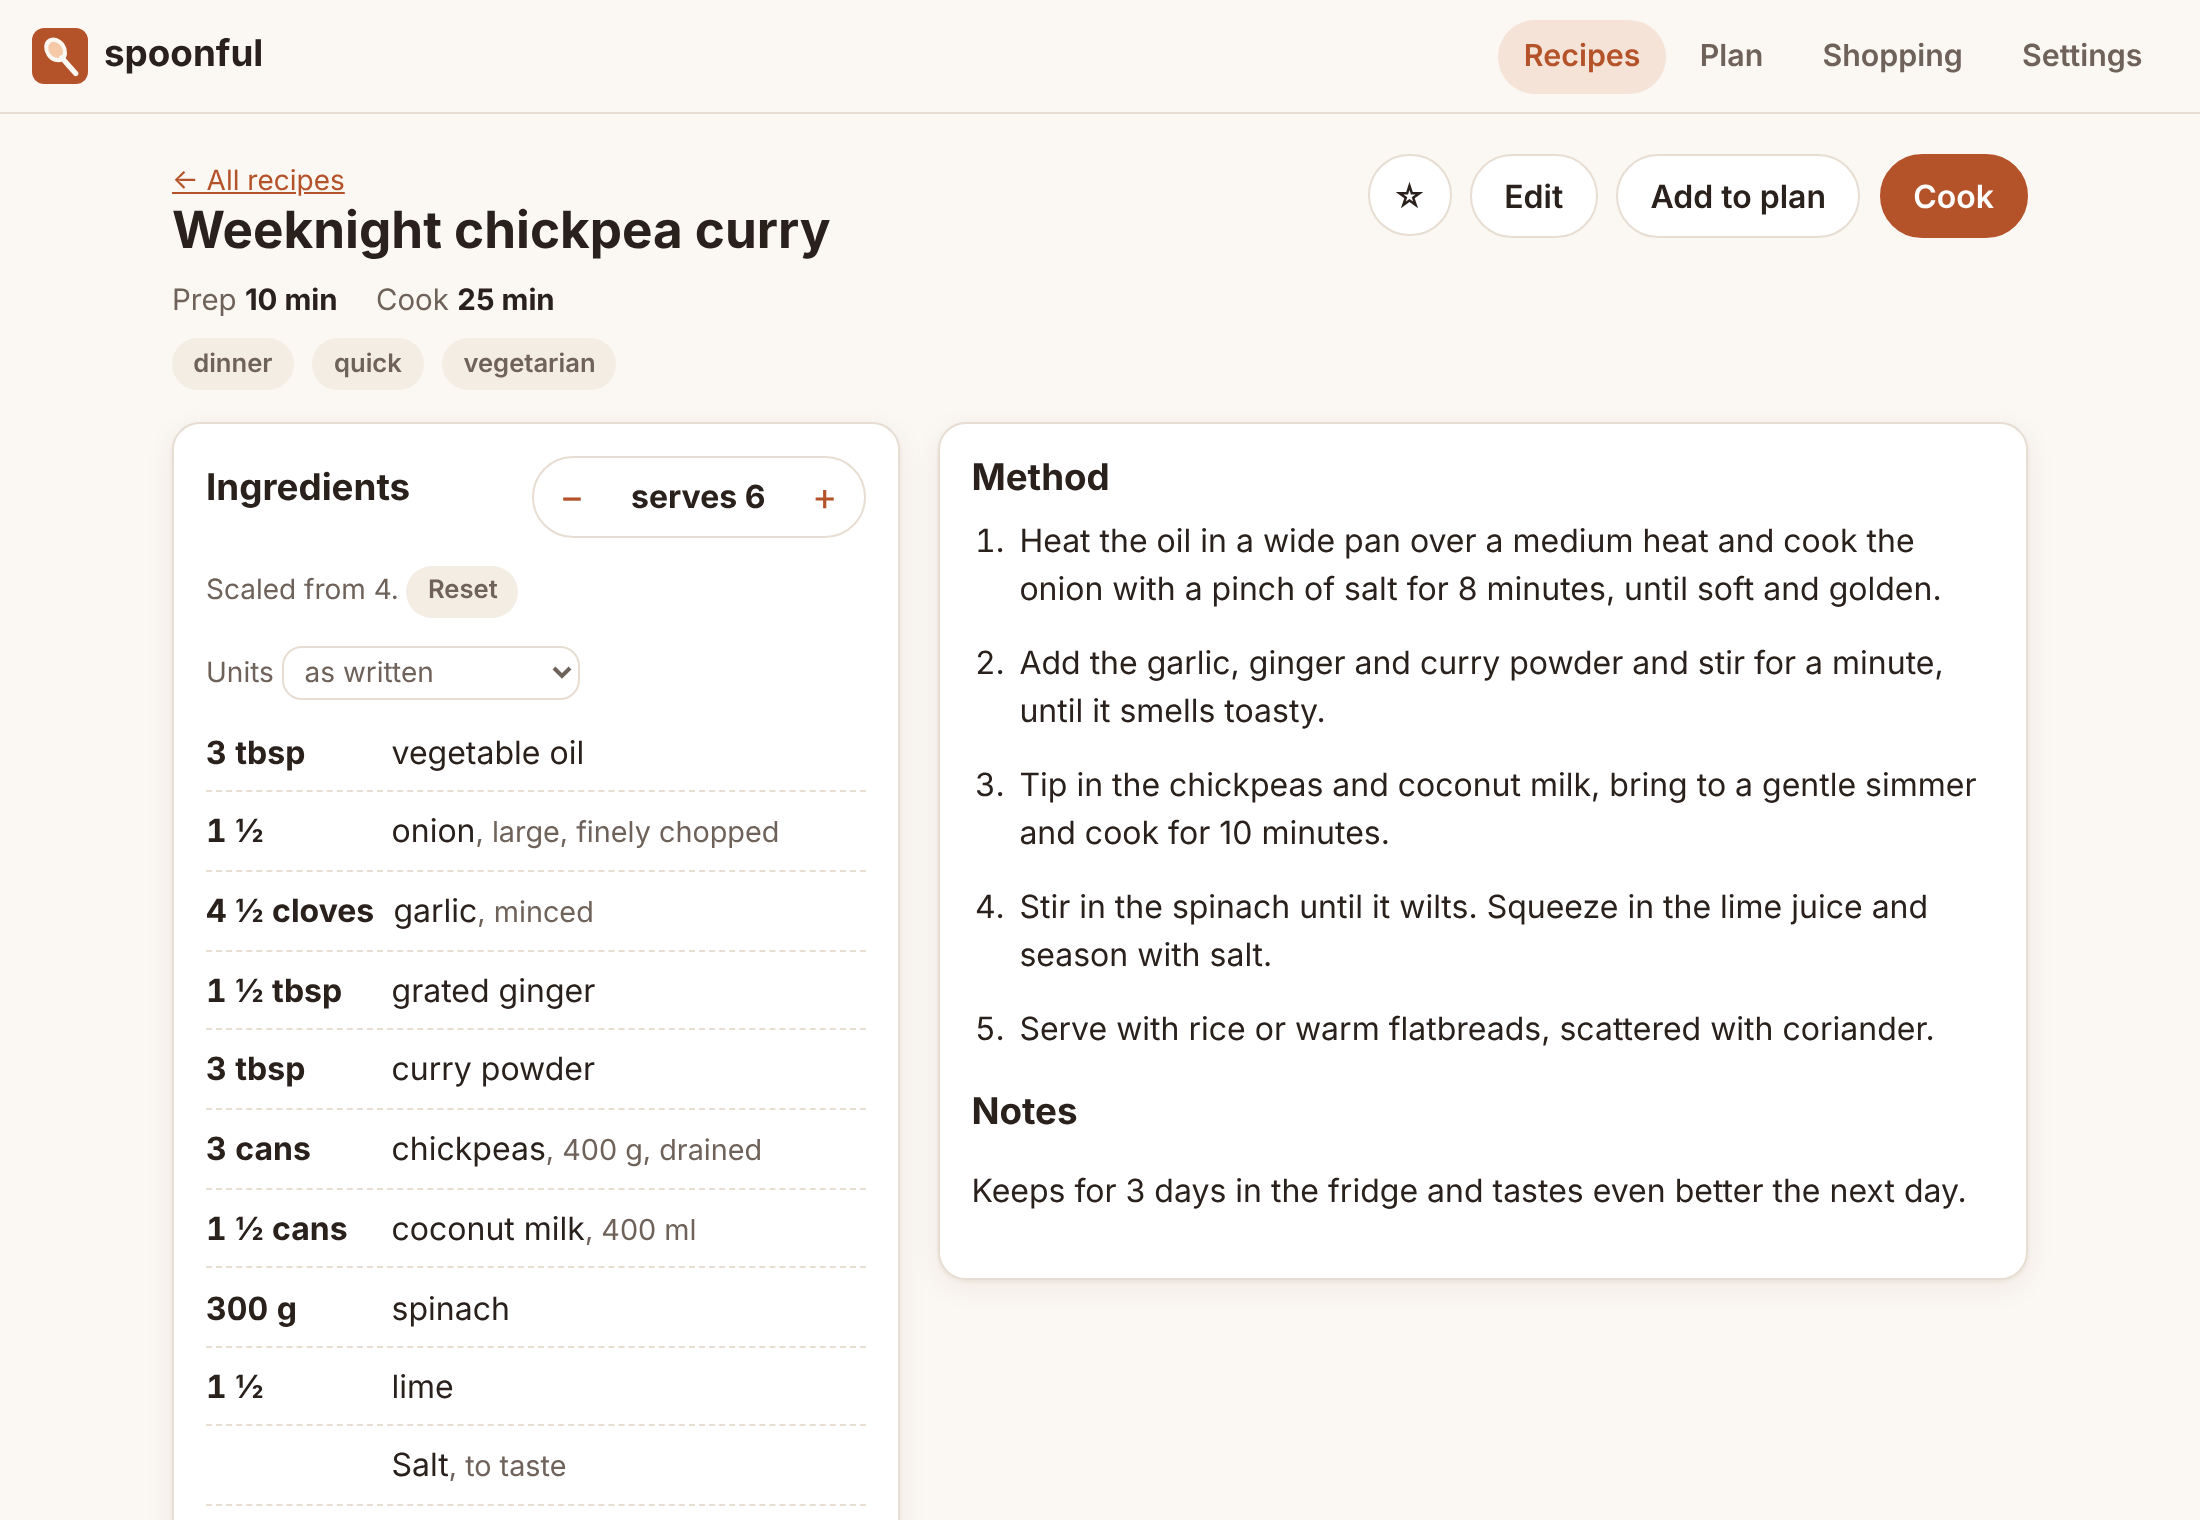 spoonful
Recipes Plan Shopping Settings
← All recipes
☆ Edit Add to plan Cook
Weeknight chickpea curry
Prep 10 min Cook 25 min
dinner quick vegetarian
Ingredients
− serves 6 +
Scaled from 4. Reset
Units as written
3 tbsp vegetable oil
1 ½ onion, large, finely chopped
4 ½ cloves garlic, minced
1 ½ tbsp grated ginger
3 tbsp curry powder
3 cans chickpeas, 400 g, drained
1 ½ cans coconut milk, 400 ml
300 g spinach
1 ½ lime
Salt, to taste
Method
1. Heat the oil in a wide pan over a medium heat and cook the
onion with a pinch of salt for 8 minutes, until soft and golden.
2. Add the garlic, ginger and curry powder and stir for a minute,
until it smells toasty.
3. Tip in the chickpeas and coconut milk, bring to a gentle simmer
and cook for 10 minutes.
4. Stir in the spinach until it wilts. Squeeze in the lime juice and
season with salt.
5. Serve with rice or warm flatbreads, scattered with coriander.
Notes
Keeps for 3 days in the fridge and tastes even better the next day.